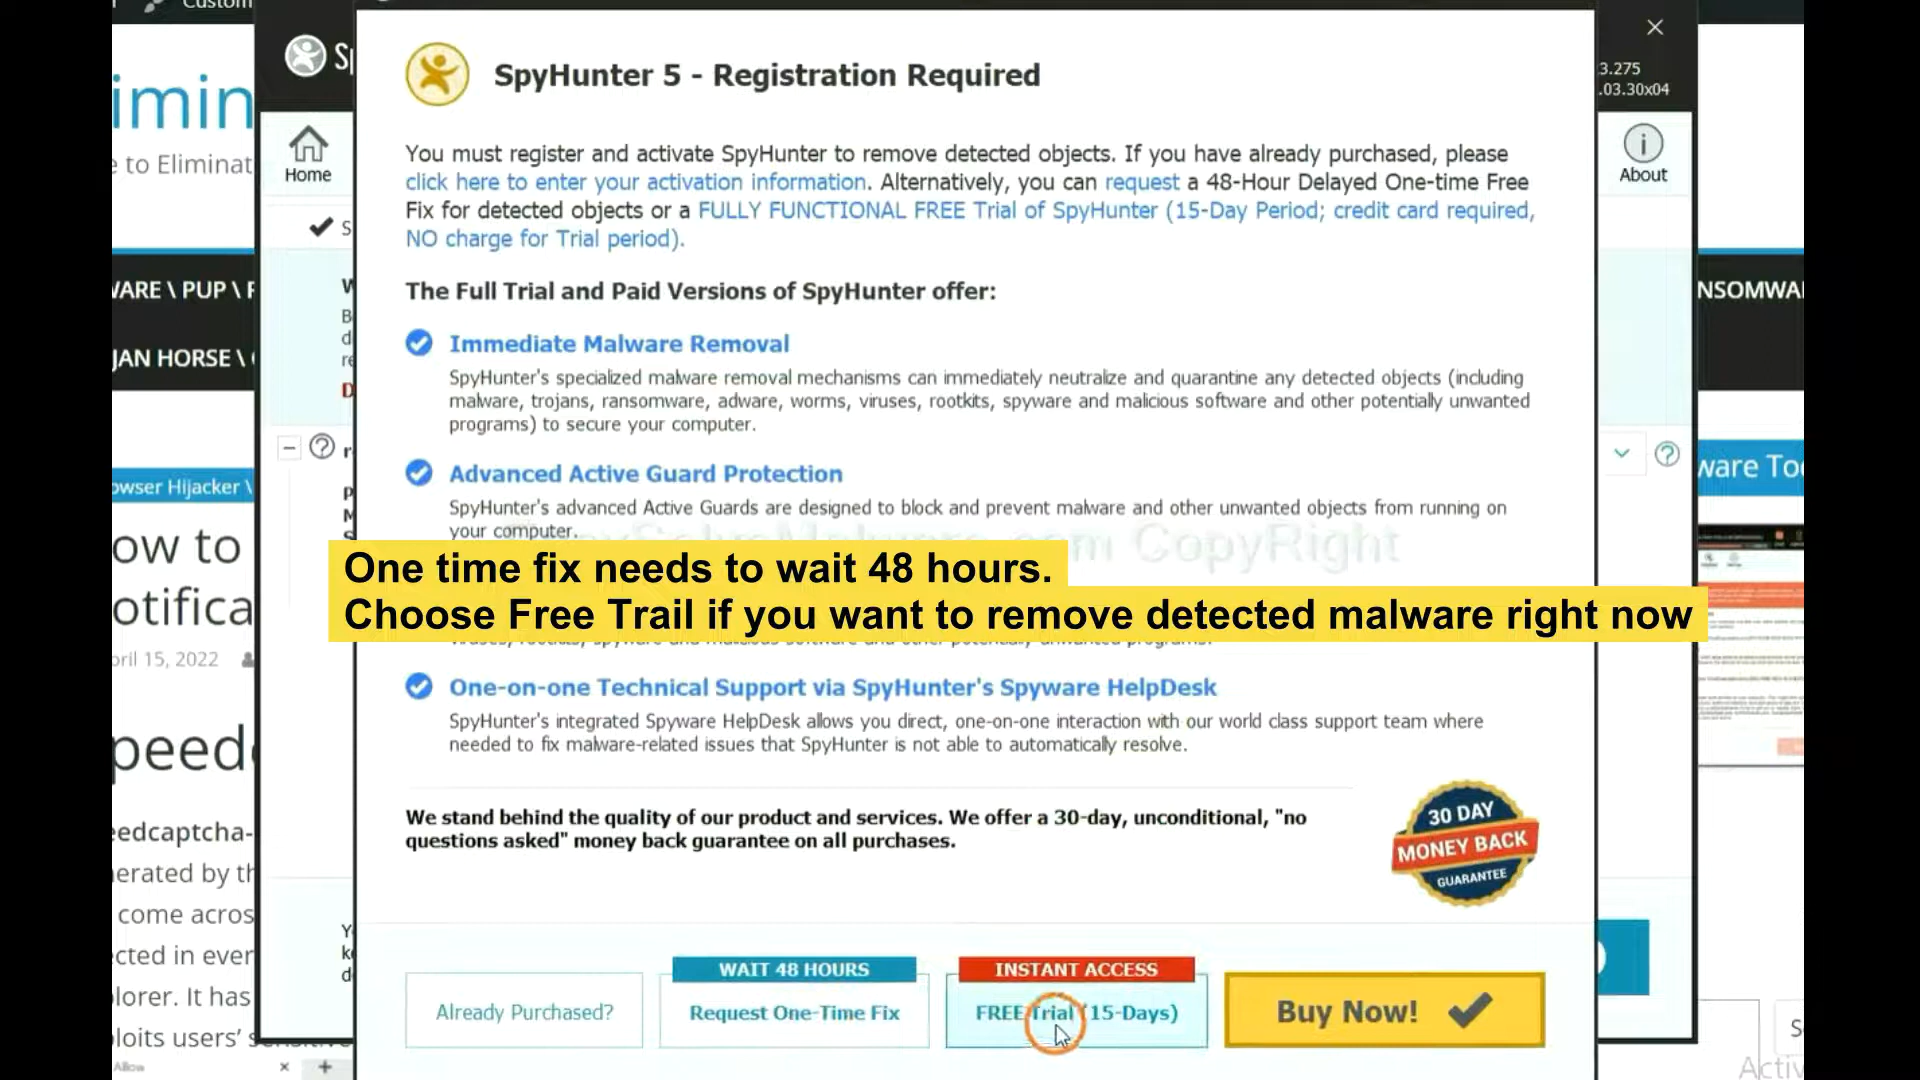 Custom
SpyHunter 5 - Registration Required
3.275
.03.30x04
imin
e to Eliminat
Home
About
You must register and activate SpyHunter to remove detected objects. If you have already purchased, please
click here to enter your activation information. Alternatively, you can request a 48-Hour Delayed One-time Free
Fix for detected objects or a FULLY FUNCTIONAL FREE Trial of SpyHunter (15-Day Period; credit card required,
NO charge for Trial period).
WARE \ PUP \
NSOMWA
JAN HORSE \
The Full Trial and Paid Versions of SpyHunter offer:
Immediate Malware Removal
SpyHunter's specialized malware removal mechanisms can immediately neutralize and quarantine any detected objects (including
malware, trojans, ransomware, adware, worms, viruses, rootkits, spyware and malicious software and other potentially unwanted
programs) to secure your computer.
owser Hijacker \
ware Too
Advanced Active Guard Protection
SpyHunter's advanced Active Guards are designed to block and prevent malware and other unwanted objects from running on
your computer.
CopyRight
One time fix needs to wait 48 hours.
Choose Free Trail if you want to remove detected malware right now
ow to
otifica
pril 15, 2022
One-on-one Technical Support via SpyHunter's Spyware HelpDesk
SpyHunter's integrated Spyware HelpDesk allows you direct, one-on-one interaction with our world class support team where
needed to fix malware-related issues that SpyHunter is not able to automatically resolve.
peed
We stand behind the quality of our product and services. We offer a 30-day, unconditional, "no
questions asked" money back guarantee on all purchases.
30 DAY
MONEY BACK
GUARANTEE
eedcaptcha-
nerated by th
come acros
cted in ever
plorer. It has
ploits users'
WAIT 48 HOURS
INSTANT ACCESS
Already Purchased?
Request One-Time Fix
FREE Trial (15-Days)
Buy Now!
Allow
Activ